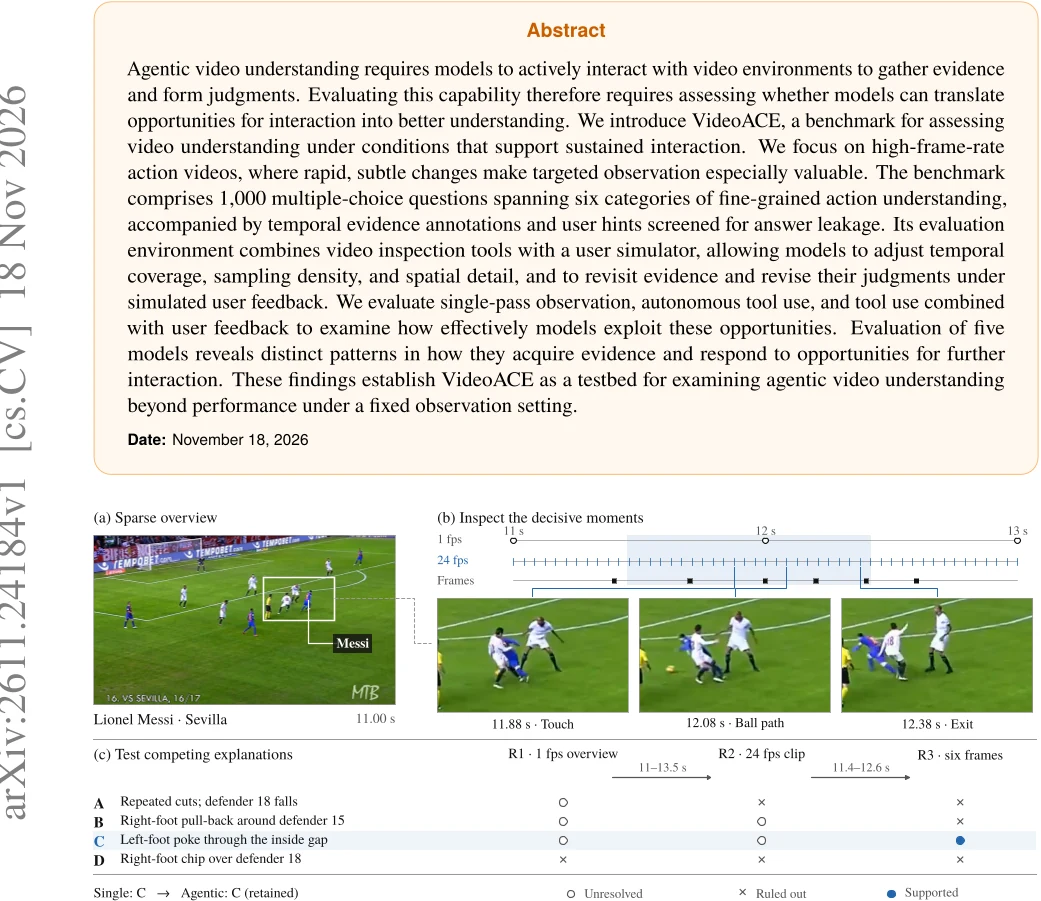 arXiv:2611.24184v1 [cs.CV] 18 Nov 2026
Abstract
Agentic video understanding requires models to actively interact with video environments to gather evidence
and form judgments. Evaluating this capability therefore requires assessing whether models can translate
opportunities for interaction into better understanding. We introduce VideoACE, a benchmark for assessing
video understanding under conditions that support sustained interaction. We focus on high-frame-rate
action videos, where rapid, subtle changes make targeted observation especially valuable. The benchmark
comprises 1,000 multiple-choice questions spanning six categories of fine-grained action understanding,
accompanied by temporal evidence annotations and user hints screened for answer leakage. Its evaluation
environment combines video inspection tools with a user simulator, allowing models to adjust temporal
coverage, sampling density, and spatial detail, and to revisit evidence and revise their judgments under
simulated user feedback. We evaluate single-pass observation, autonomous tool use, and tool use combined
with user feedback to examine how effectively models exploit these opportunities. Evaluation of five
models reveals distinct patterns in how they acquire evidence and respond to opportunities for further
interaction. These findings establish VideoACE as a testbed for examining agentic video understanding
beyond performance under a fixed observation setting.
Date: November 18, 2026
(a) Sparse overview
TEMPOBET
TEMPOBET
TEMPOBET
Messi
16. VS SEVILLA, 16/17
MTB
Lionel Messi · Sevilla 11.00 s
(b) Inspect the decisive moments
11 s 12 s 13 s
1 fps
24 fps
Frames
18
11.88 s · Touch 12.08 s · Ball path 12.38 s · Exit
(c) Test competing explanations R1 · 1 fps overview R2 · 24 fps clip R3 · six frames
11–13.5 s 11.4–12.6 s
A Repeated cuts; defender 18 falls ○ × ×
B Right-foot pull-back around defender 15 ○ ○ ×
C Left-foot poke through the inside gap ○ ○ ●
D Right-foot chip over defender 18 × × ×
Single: C → Agentic: C (retained) ○ Unresolved × Ruled out ● Supported